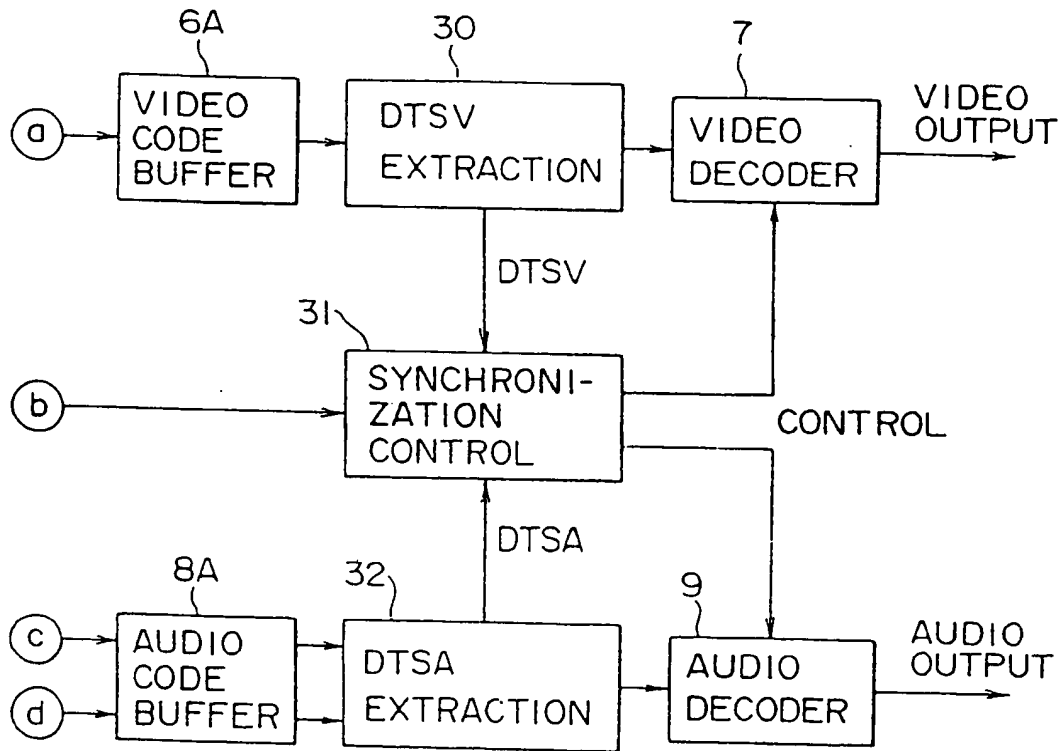 6A
30
7
a
VIDEO
CODE
BUFFER
DTSV
EXTRACTION
VIDEO
DECODER
VIDEO
OUTPUT
DTSV
31
b
SYNCHRONI-
ZATION
CONTROL
CONTROL
DTSA
8A
32
9
c
d
AUDIO
CODE
BUFFER
DTSA
EXTRACTION
AUDIO
DECODER
AUDIO
OUTPUT